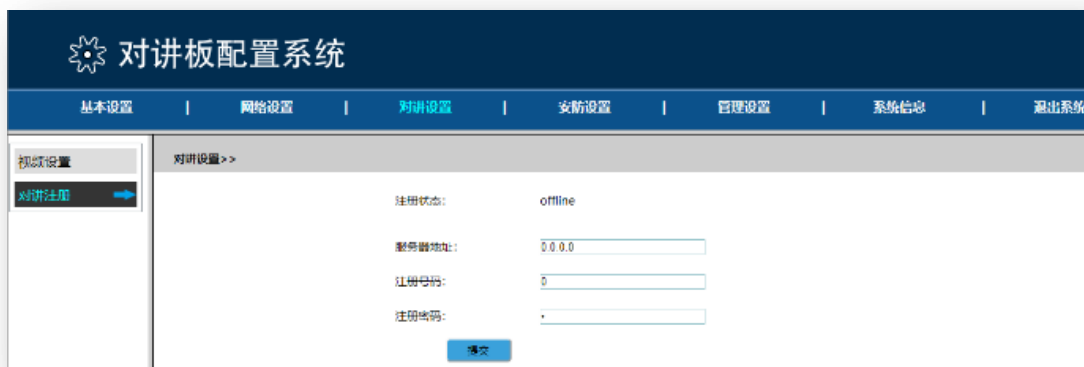 对讲板配置系统
基本设置 | 网络设置 | 对讲设置 | 安防设置 | 管理设置 | 系统信息 | 退出系统
视频设置
对讲设置>>
对讲注册
注册状态: offline
服务器地址: 0.0.0.0
注册号码: 0
注册密码: •
提交